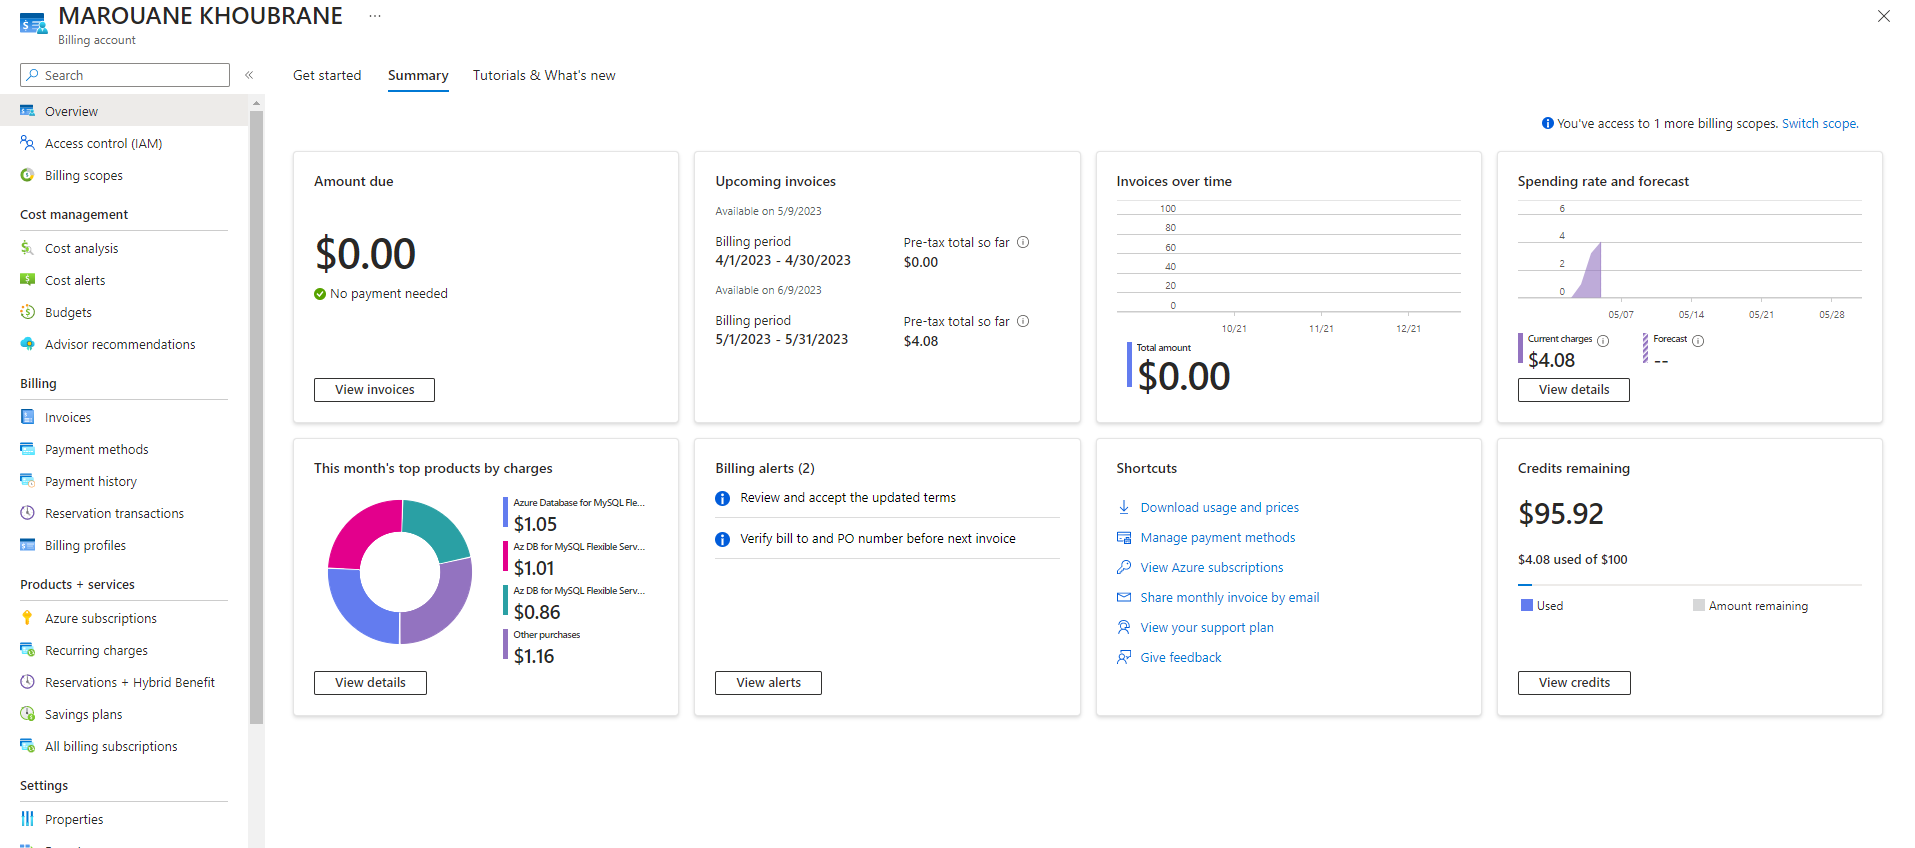 MAROUANE KHOUBRANE
...
Billing account
Search
«
Overview
Access control (IAM)
Billing scopes
Cost management
Cost analysis
Cost alerts
Budgets
Advisor recommendations
Billing
Invoices
Payment methods
Payment history
Reservation transactions
Billing profiles
Products + services
Azure subscriptions
Recurring charges
Reservations + Hybrid Benefit
Savings plans
All billing subscriptions
Settings
Properties
Get started
Summary
Tutorials & What's new
You've access to 1 more billing scopes. Switch scope.
Amount due
$0.00
No payment needed
View invoices
Upcoming invoices
Available on 5/9/2023
Billing period
4/1/2023 - 4/30/2023
Pre-tax total so far
$0.00
Available on 6/9/2023
Billing period
5/1/2023 - 5/31/2023
Pre-tax total so far
$4.08
Invoices over time
100
80
60
40
20
0
10/21
11/21
12/21
Total amount
$0.00
Spending rate and forecast
6
4
2
0
05/07
05/14
05/21
05/28
Current charges
$4.08
Forecast
--
View details
This month's top products by charges
Azure Database for MySQL Fle...
$1.05
Az DB for MySQL Flexible Serv...
$1.01
Az DB for MySQL Flexible Serv...
$0.86
Other purchases
$1.16
View details
Billing alerts (2)
Review and accept the updated terms
Verify bill to and PO number before next invoice
View alerts
Shortcuts
Download usage and prices
Manage payment methods
View Azure subscriptions
Share monthly invoice by email
View your support plan
Give feedback
Credits remaining
$95.92
$4.08 used of $100
Used
Amount remaining
View credits